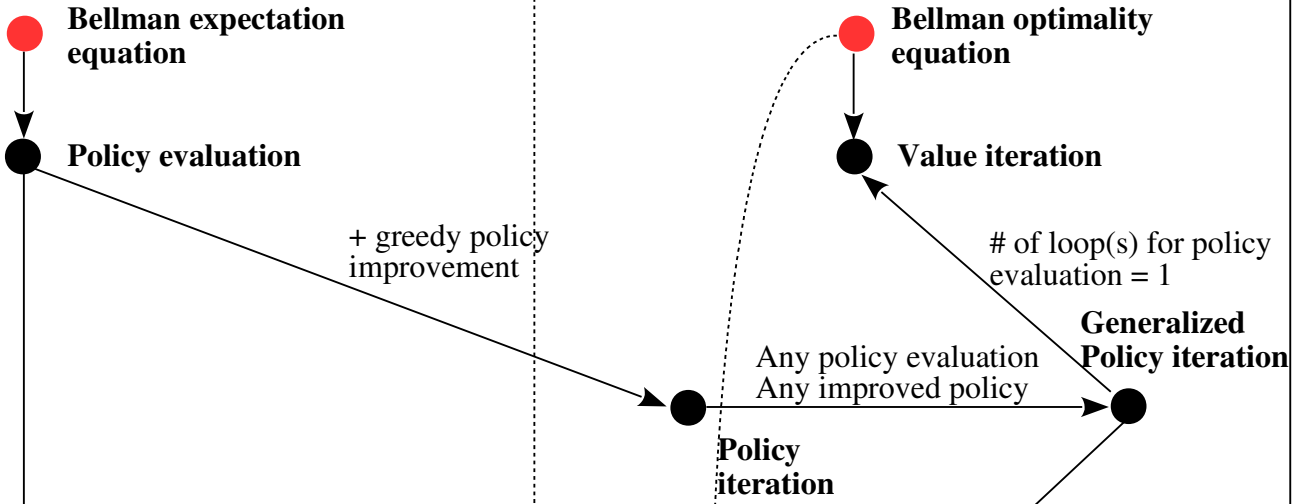 Bellman expectation
equation
Bellman optimality
equation
Policy evaluation
Value iteration
+ greedy policy
improvement
# of loop(s) for policy
evaluation = 1
Generalized
Policy iteration
Any policy evaluation
Any improved policy
Policy
iteration